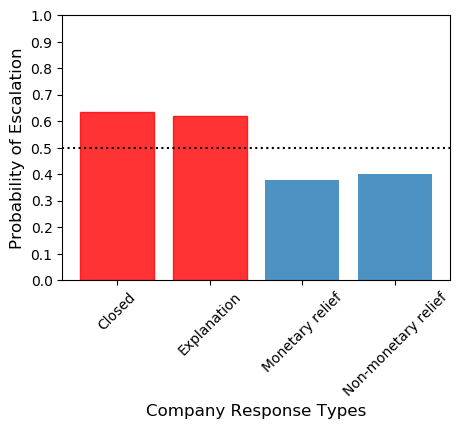 1.0
0.9
0.8
0.7
0.6
0.5
0.4
0.3
0.2
0.1
0.0
Probability of Escalation
Closed
Explanation
Monetary relief
Non-monetary relief
Company Response Types